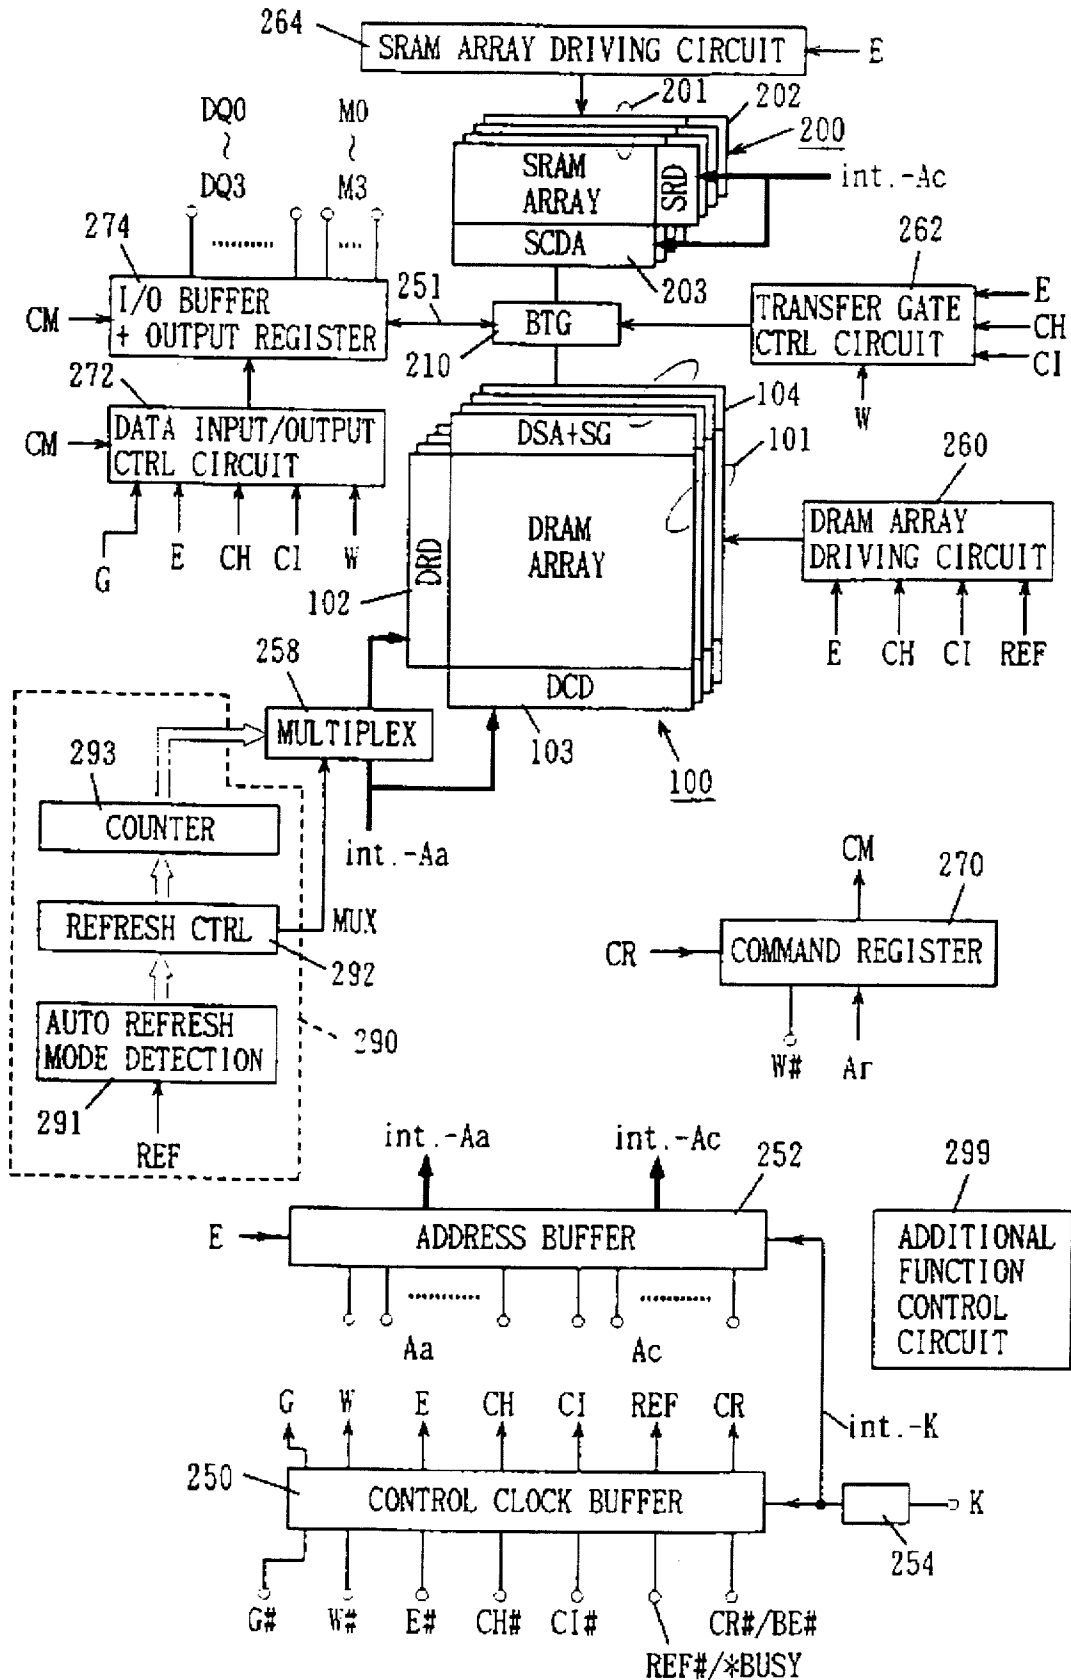 264
SRAM ARRAY DRIVING CIRCUIT
E
DQ0
~
DQ3
M0
~
M3
201
202
200
SRAM
ARRAY
SRD
int.-Ac
SCDA
203
274
I/O BUFFER
+ OUTPUT REGISTER
CM
251
BTG
210
262
TRANSFER GATE
CTRL CIRCUIT
E
CH
CI
W
272
DATA INPUT/OUTPUT
CTRL CIRCUIT
CM
G
E
CH
CI
W
104
101
DSA+SG
DRD
DRAM
ARRAY
102
DCD
103
100
260
DRAM ARRAY
DRIVING CIRCUIT
E
CH
CI
REF
258
MULTIPLEX
293
COUNTER
int.-Aa
REFRESH CTRL
MUX
292
AUTO REFRESH
MODE DETECTION
290
291
REF
CM
270
CR
COMMAND REGISTER
W#
Ar
int.-Aa
int.-Ac
252
E
ADDRESS BUFFER
Aa
Ac
299
ADDITIONAL
FUNCTION
CONTROL
CIRCUIT
G
W
E
CH
CI
REF
CR
int.-K
250
CONTROL CLOCK BUFFER
K
254
G#
W#
E#
CH#
CI#
CR#/BE#
REF#/*BUSY